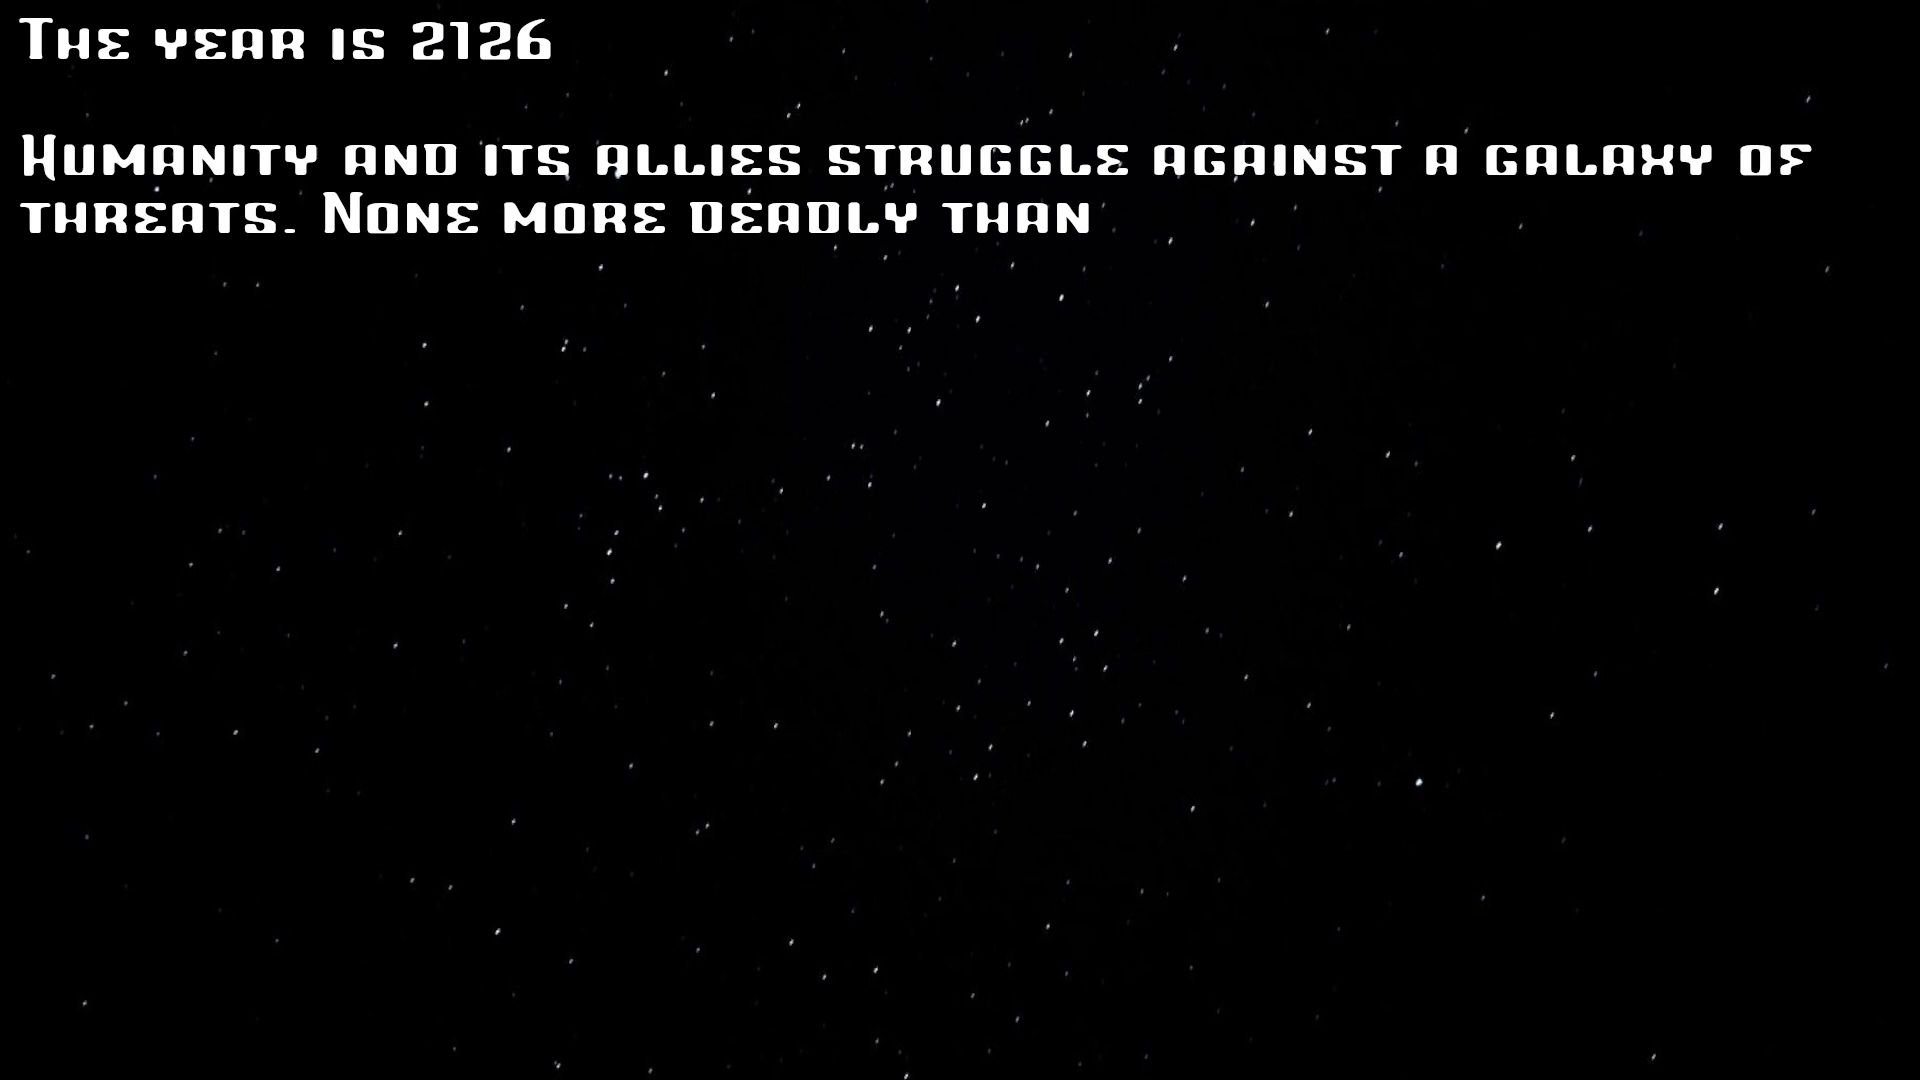 The year is 2126
Humanity and its allies struggle against a galaxy of
threats. None more deadly than